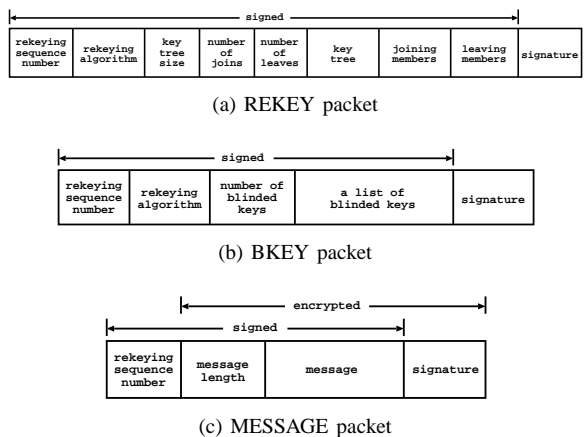 signed
rekeying sequence number
rekeying algorithm
key tree size
number of joins
number of leaves
key tree
joining members
leaving members
signature
(a) REKEY packet
signed
rekeying sequence number
rekeying algorithm
number of blinded keys
a list of blinded keys
signature
(b) BKEY packet
encrypted
signed
rekeying sequence number
message length
message
signature
(c) MESSAGE packet